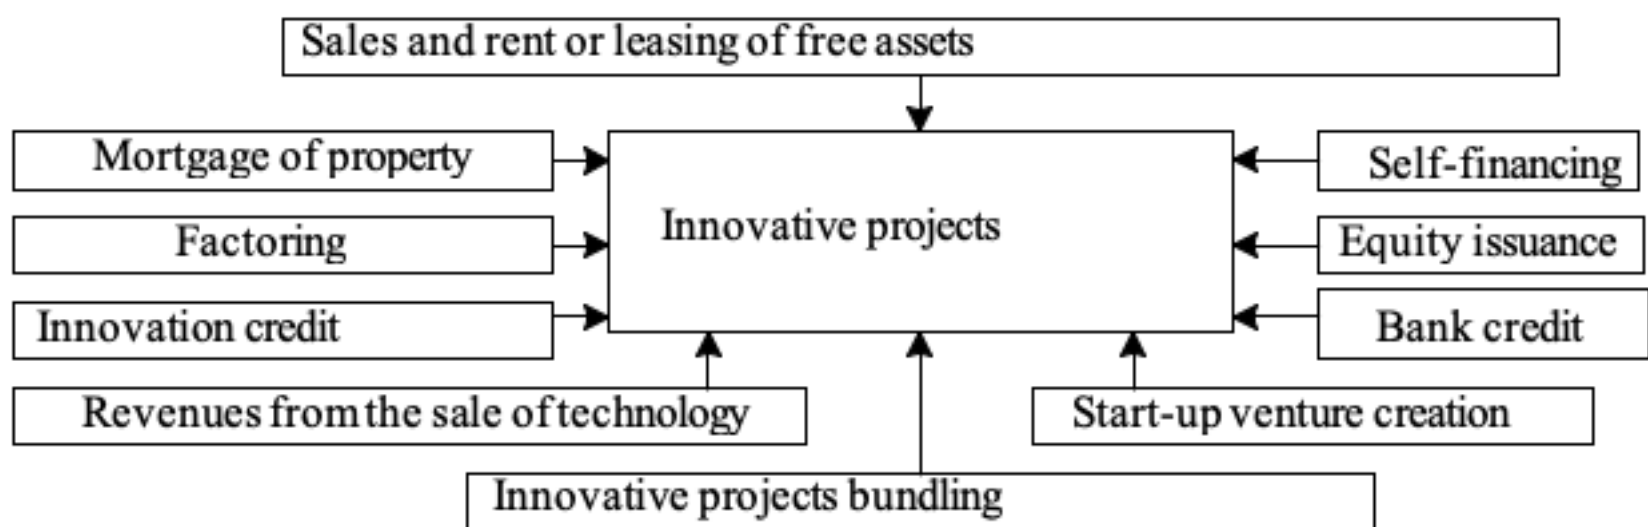 Sales and rent or leasing of free assets
Mortgage of property
Self-financing
Innovative projects
Factoring
Equity issuance
Innovation credit
Bank credit
Revenues from the sale of technology
Start-up venture creation
Innovative projects bundling